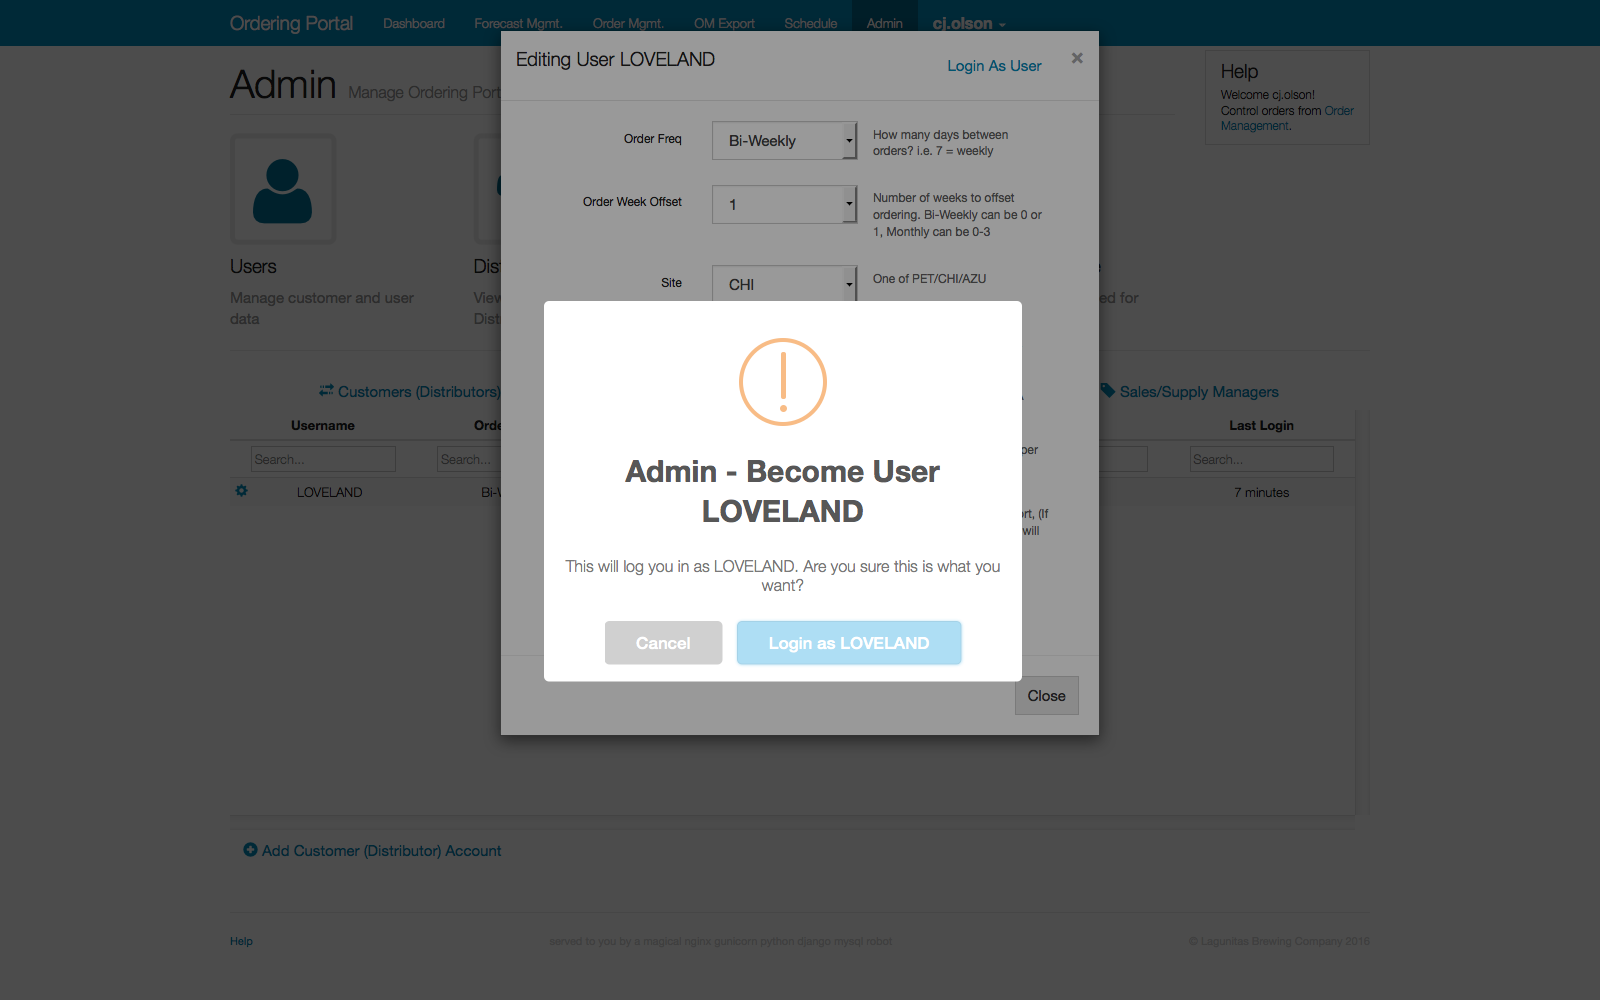 Ordering Portal Dashboard Forecast Mgmt. Order Mgmt. OM Export Schedule Admin cj.olson
Editing User LOVELAND Login As User ×
Admin Manage Ordering
Help
Welcome cj.olson!
Control orders from Order
Management.
Order Freq Bi-Weekly How many days between
orders? i.e. 7 = weekly
Order Week Offset 1 Number of weeks to offset
ordering. Bi-Weekly can be 0 or
1, Monthly can be 0-3
Users
Manage customer and user
data
Site CHI One of PET/CHI/AZU
ed for
Admin - Become User
LOVELAND
This will log you in as LOVELAND. Are you sure this is what you
want?
Cancel Login as LOVELAND
Customers (Distributors) Sales/Supply Managers
Username Last Login
Search... Search... per Search...
LOVELAND 7 minutes
(If
will
Close
Add Customer (Distributor) Account
Help served to you by a magical nginx gunicorn python django mysql robot. © Lagunitas Brewing Company 2016